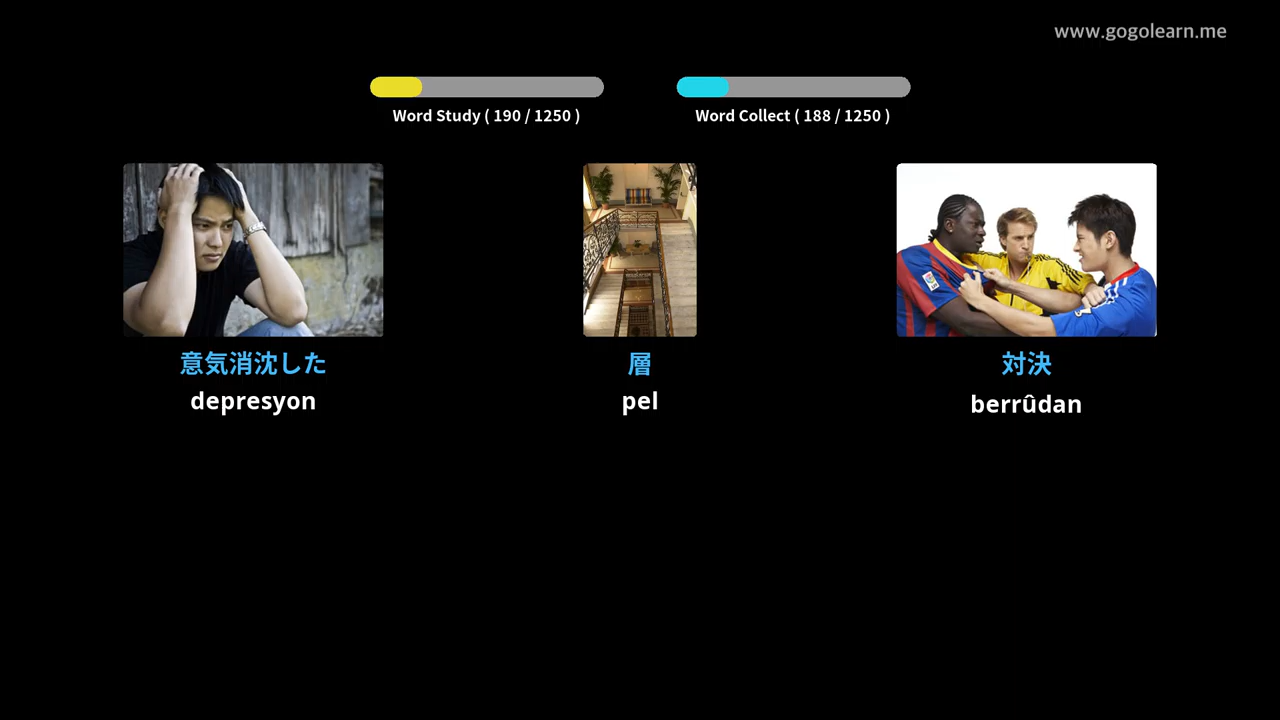 www.gogolearn.me
Word Study ( 190 / 1250 )
Word Collect ( 188 / 1250 )
意気消沈した
depresyon
層
pel
対決
berrûdan